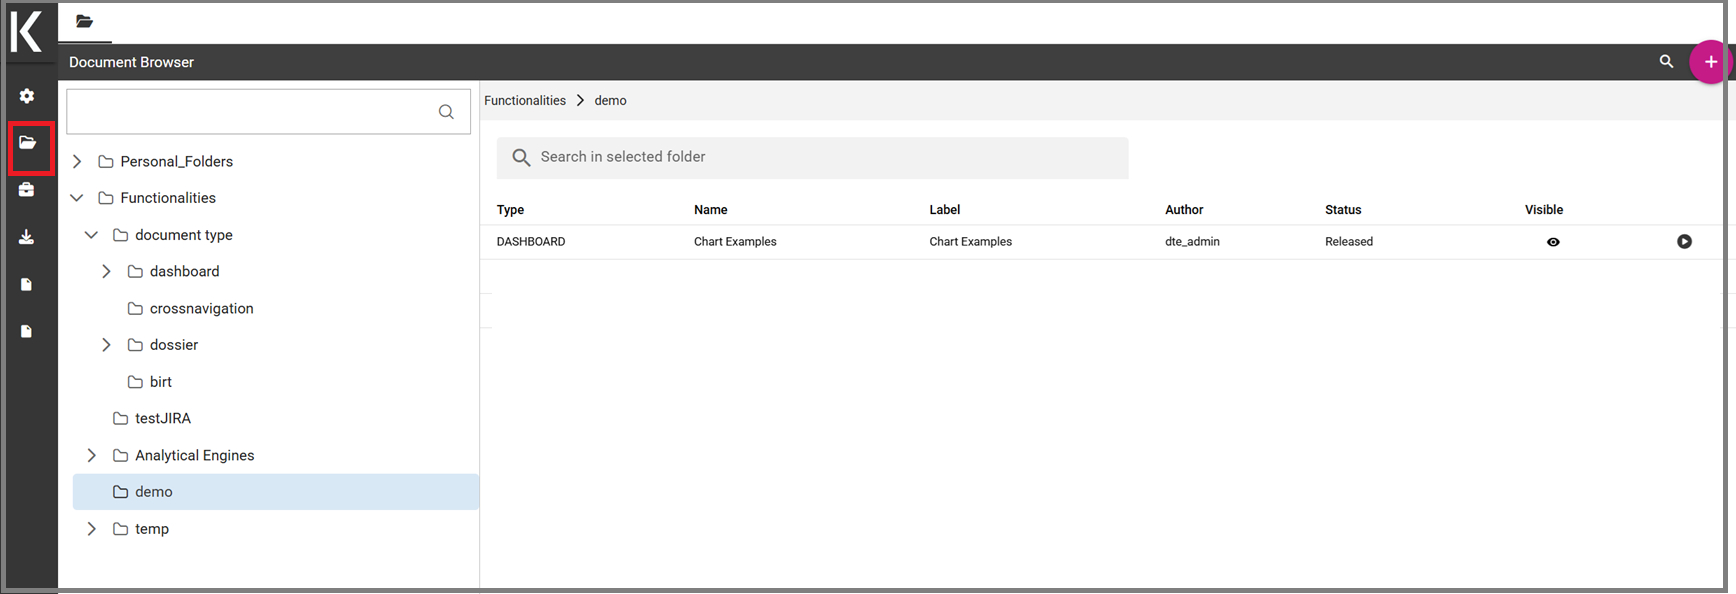 K
Document Browser
Functionalities > demo
Personal_Folders
Functionalities
document type
dashboard
crossnavigation
dossier
birt
testJIRA
Analytical Engines
demo
temp
Search in selected folder
Type Name Label Author Status Visible
DASHBOARD Chart Examples Chart Examples dte_admin Released